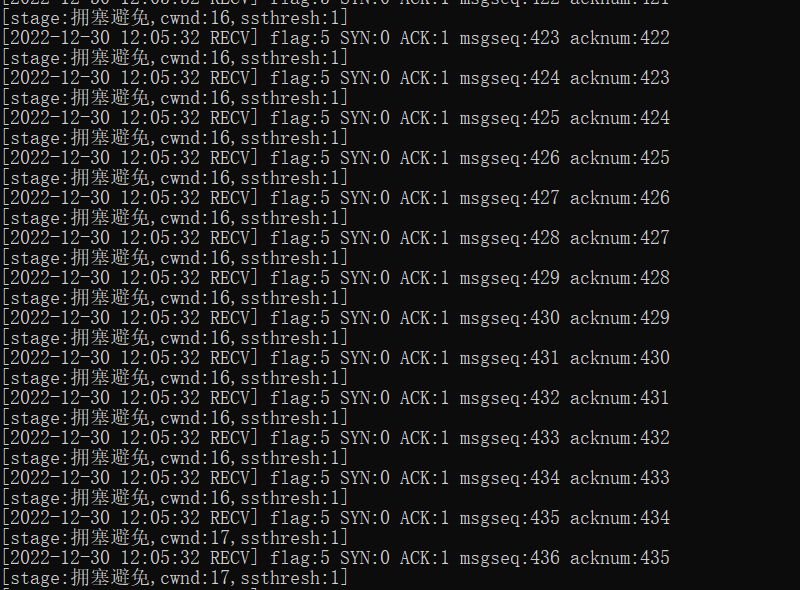 [2022-12-30 12:05:32 RECV] flag:5 SYN:0 ACK:1 msgseq:422 acknum:421
[stage:拥塞避免,cwnd:16,ssthresh:1]
[2022-12-30 12:05:32 RECV] flag:5 SYN:0 ACK:1 msgseq:423 acknum:422
[stage:拥塞避免,cwnd:16,ssthresh:1]
[2022-12-30 12:05:32 RECV] flag:5 SYN:0 ACK:1 msgseq:424 acknum:423
[stage:拥塞避免,cwnd:16,ssthresh:1]
[2022-12-30 12:05:32 RECV] flag:5 SYN:0 ACK:1 msgseq:425 acknum:424
[stage:拥塞避免,cwnd:16,ssthresh:1]
[2022-12-30 12:05:32 RECV] flag:5 SYN:0 ACK:1 msgseq:426 acknum:425
[stage:拥塞避免,cwnd:16,ssthresh:1]
[2022-12-30 12:05:32 RECV] flag:5 SYN:0 ACK:1 msgseq:427 acknum:426
[stage:拥塞避免,cwnd:16,ssthresh:1]
[2022-12-30 12:05:32 RECV] flag:5 SYN:0 ACK:1 msgseq:428 acknum:427
[stage:拥塞避免,cwnd:16,ssthresh:1]
[2022-12-30 12:05:32 RECV] flag:5 SYN:0 ACK:1 msgseq:429 acknum:428
[stage:拥塞避免,cwnd:16,ssthresh:1]
[2022-12-30 12:05:32 RECV] flag:5 SYN:0 ACK:1 msgseq:430 acknum:429
[stage:拥塞避免,cwnd:16,ssthresh:1]
[2022-12-30 12:05:32 RECV] flag:5 SYN:0 ACK:1 msgseq:431 acknum:430
[stage:拥塞避免,cwnd:16,ssthresh:1]
[2022-12-30 12:05:32 RECV] flag:5 SYN:0 ACK:1 msgseq:432 acknum:431
[stage:拥塞避免,cwnd:16,ssthresh:1]
[2022-12-30 12:05:32 RECV] flag:5 SYN:0 ACK:1 msgseq:433 acknum:432
[stage:拥塞避免,cwnd:16,ssthresh:1]
[2022-12-30 12:05:32 RECV] flag:5 SYN:0 ACK:1 msgseq:434 acknum:433
[stage:拥塞避免,cwnd:16,ssthresh:1]
[2022-12-30 12:05:32 RECV] flag:5 SYN:0 ACK:1 msgseq:435 acknum:434
[stage:拥塞避免,cwnd:17,ssthresh:1]
[2022-12-30 12:05:32 RECV] flag:5 SYN:0 ACK:1 msgseq:436 acknum:435
[stage:拥塞避免,cwnd:17,ssthresh:1]